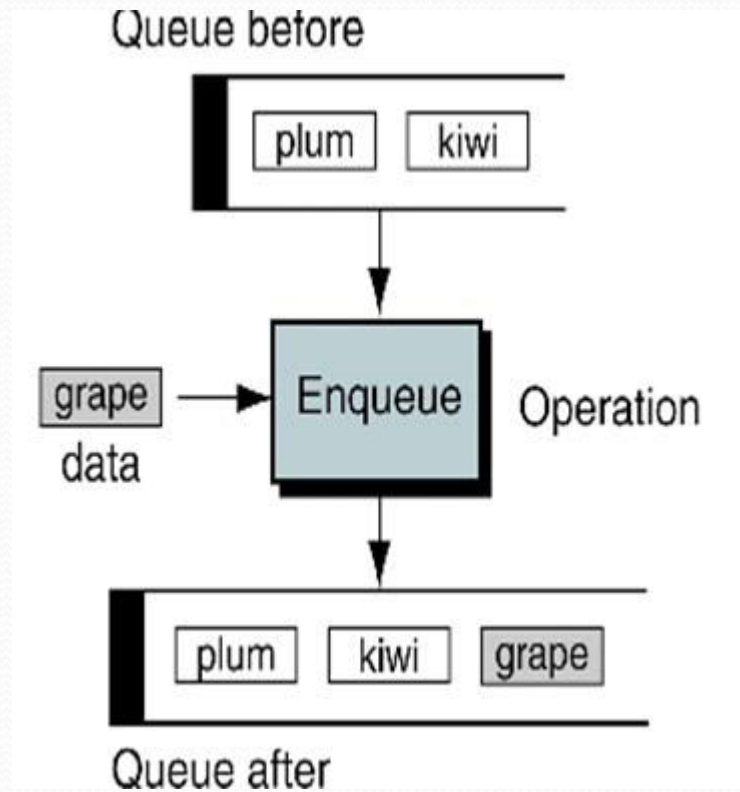 Queue before
plum kiwi
grape
data
Enqueue
Operation
plum kiwi grape
Queue after